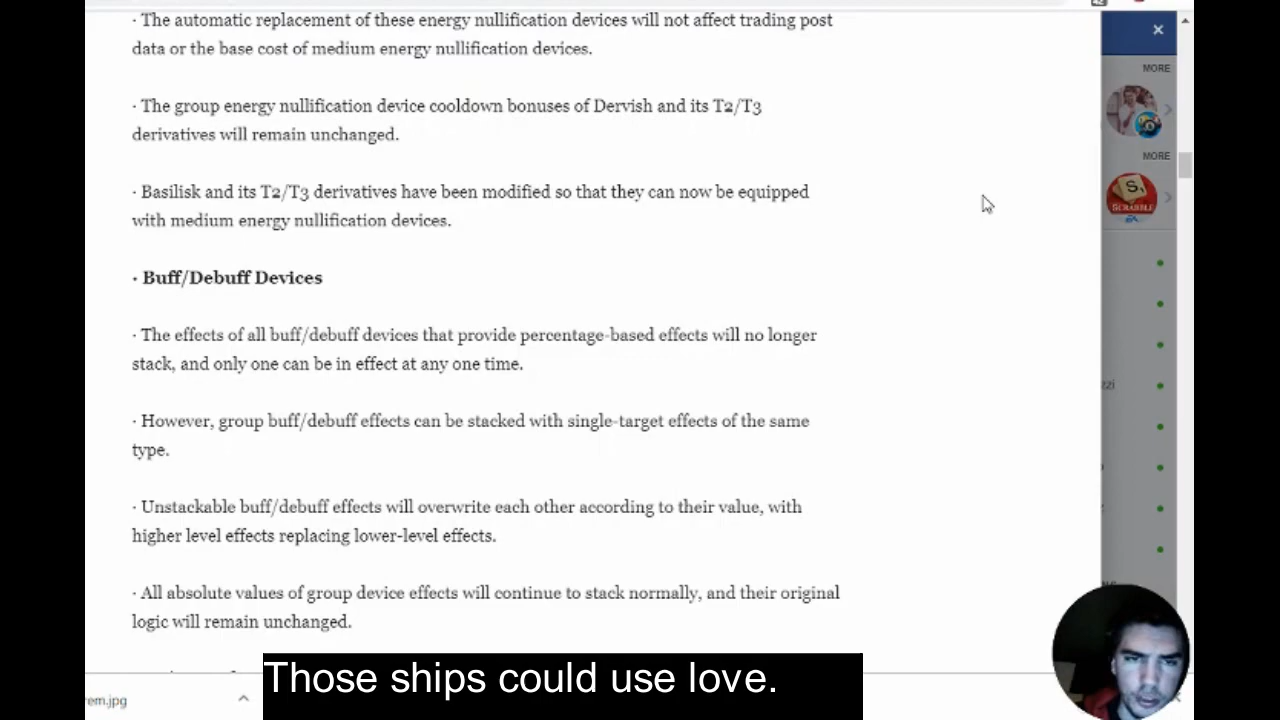 · The automatic replacement of these energy nullification devices will not affect trading post
data or the base cost of medium energy nullification devices.
MORE
· The group energy nullification device cooldown bonuses of Dervish and its T2/T3
derivatives will remain unchanged.
MORE
· Basilisk and its T2/T3 derivatives have been modified so that they can now be equipped
with medium energy nullification devices.
SCRABBLE
· Buff/Debuff Devices
· The effects of all buff/debuff devices that provide percentage-based effects will no longer
stack, and only one can be in effect at any one time.
zzi
· However, group buff/debuff effects can be stacked with single-target effects of the same
type.
· Unstackable buff/debuff effects will overwrite each other according to their value, with
higher level effects replacing lower-level effects.
· All absolute values of group device effects will continue to stack normally, and their original
logic will remain unchanged.
Those ships could use love.
rem.jpg